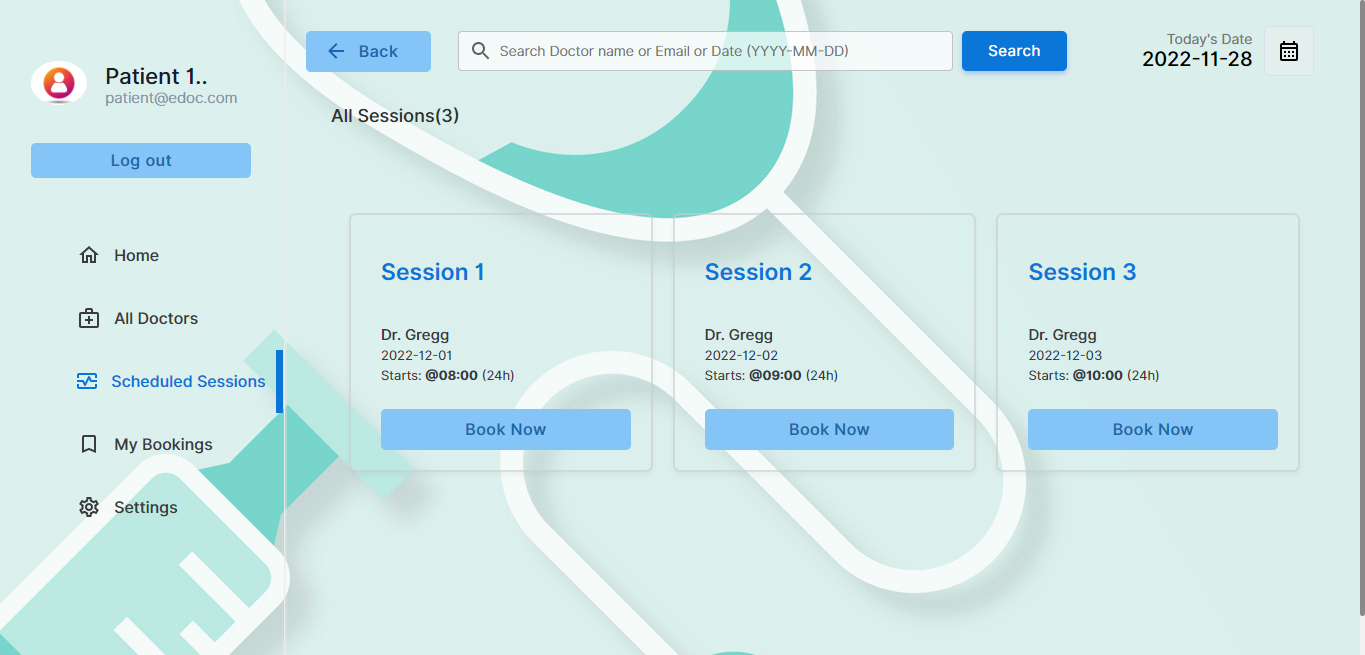 Patient 1..
patient@edoc.com
Log out
Home
All Doctors
Scheduled Sessions
My Bookings
Settings
Back
Search Doctor name or Email or Date (YYYY-MM-DD)
Search
Today's Date
2022-11-28
All Sessions(3)
Session 1
Dr. Gregg
2022-12-01
Starts: @08:00 (24h)
Book Now
Session 2
Dr. Gregg
2022-12-02
Starts: @09:00 (24h)
Book Now
Session 3
Dr. Gregg
2022-12-03
Starts: @10:00 (24h)
Book Now